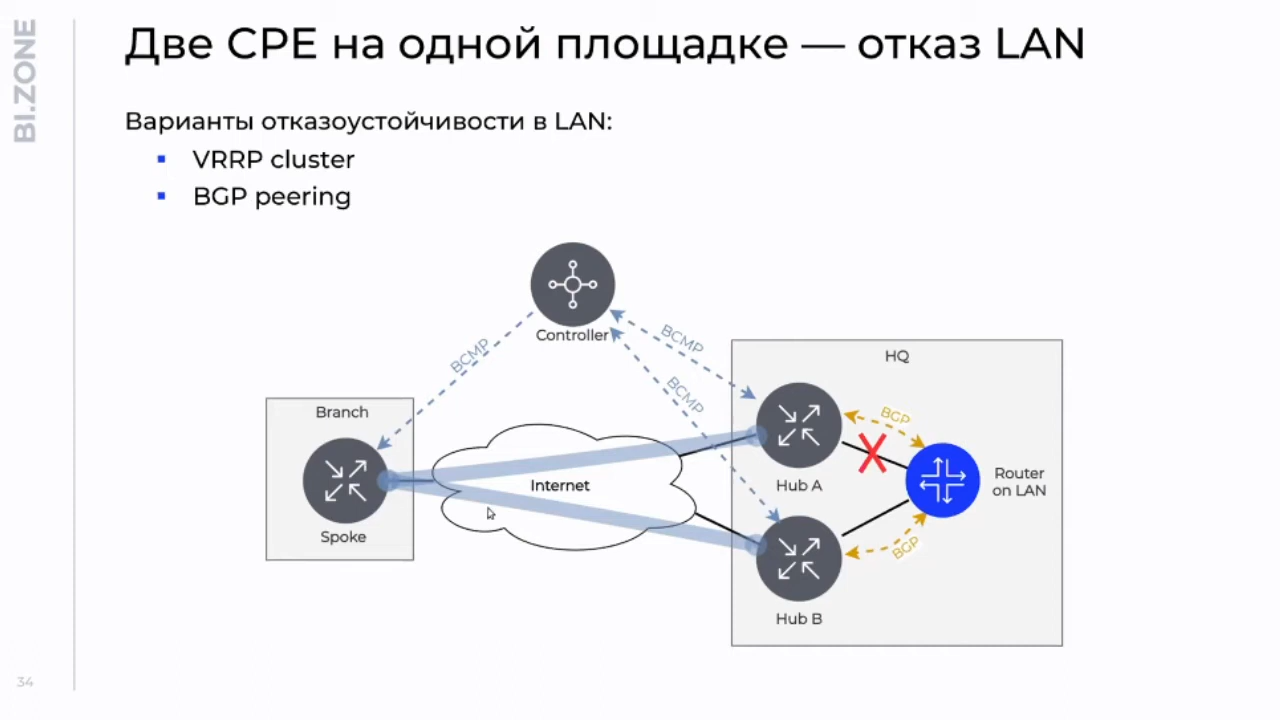 BI.ZONE
Две CPE на одной площадке — отказ LAN
Варианты отказоустойчивости в LAN:
VRRP cluster
BGP peering
Controller
BCMP
BCMP
BCMP
HQ
Branch
BGP
Internet
Router
on LAN
Hub A
Spoke
BGP
Hub B
34